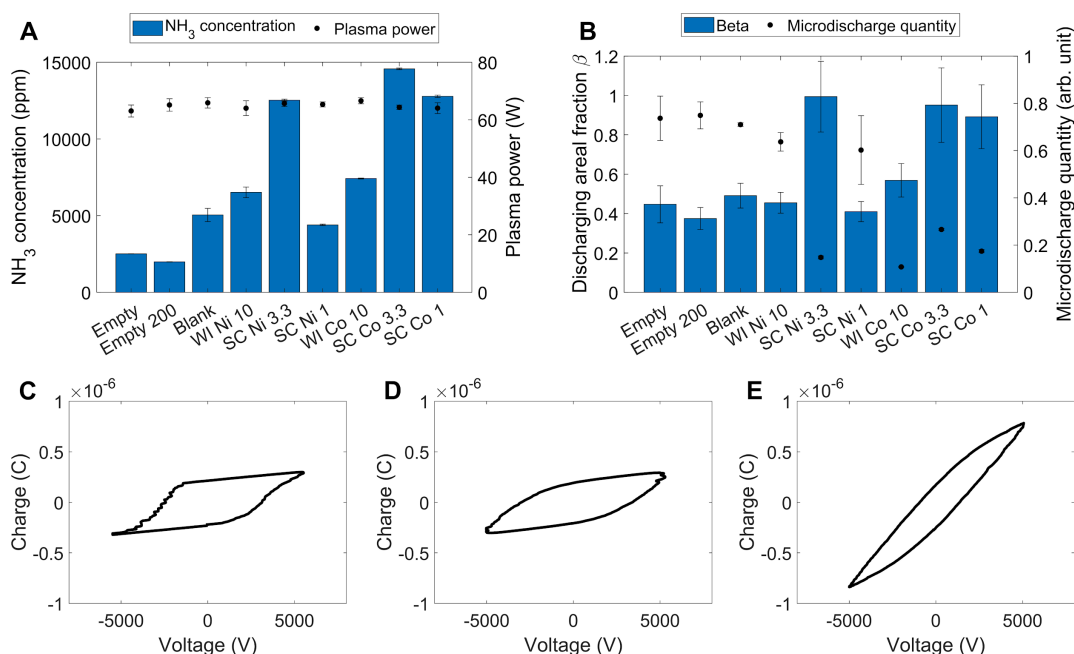 A
NH3 concentration
Plasma power
15000
10000
5000
0
NH3 concentration (ppm)
80
60
40
20
0
Plasma power (W)
Empty
Empty 200
Blank
WI Ni 10
SC Ni 3.3
SC Ni 1
WI Co 10
SC Co 3.3
SC Co 1
B
Beta
Microdischarge quantity
1.2
1
0.8
0.6
0.4
0.2
0
Discharging areal fraction β
1
0.8
0.6
0.4
0.2
0
Microdischarge quantity (arb. unit)
Empty
Empty 200
Blank
WI Ni 10
SC Ni 3.3
SC Ni 1
WI Co 10
SC Co 3.3
SC Co 1
C
×10-6
1
0.5
0
-0.5
-1
Charge (C)
-5000
0
5000
Voltage (V)
D
×10-6
1
0.5
0
-0.5
-1
Charge (C)
-5000
0
5000
Voltage (V)
E
×10-6
1
0.5
0
-0.5
-1
Charge (C)
-5000
0
5000
Voltage (V)